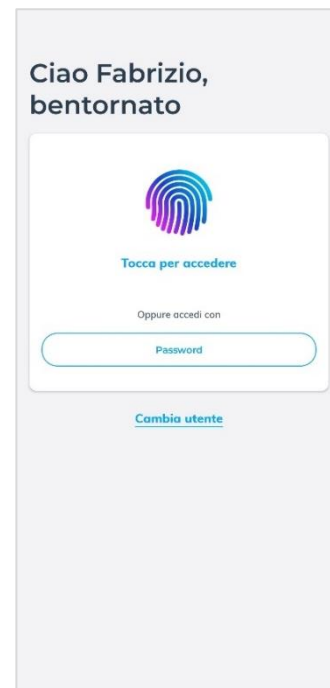 Ciao Fabrizio,
bentornato
Tocca per accedere
Oppure accedi con
Password
Cambia utente